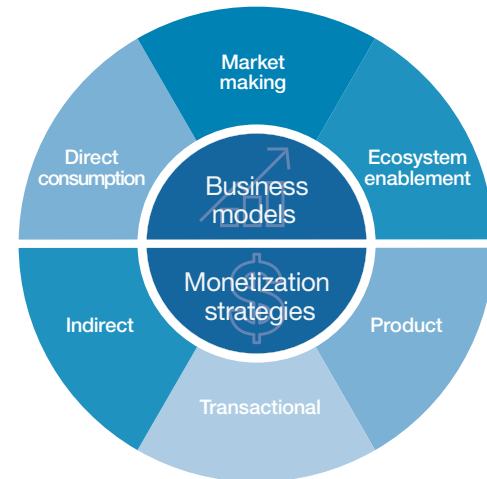 Market
making
Direct
consumption
Ecosystem
enablement
Business
models
Monetization
strategies
Indirect
Product
Transactional